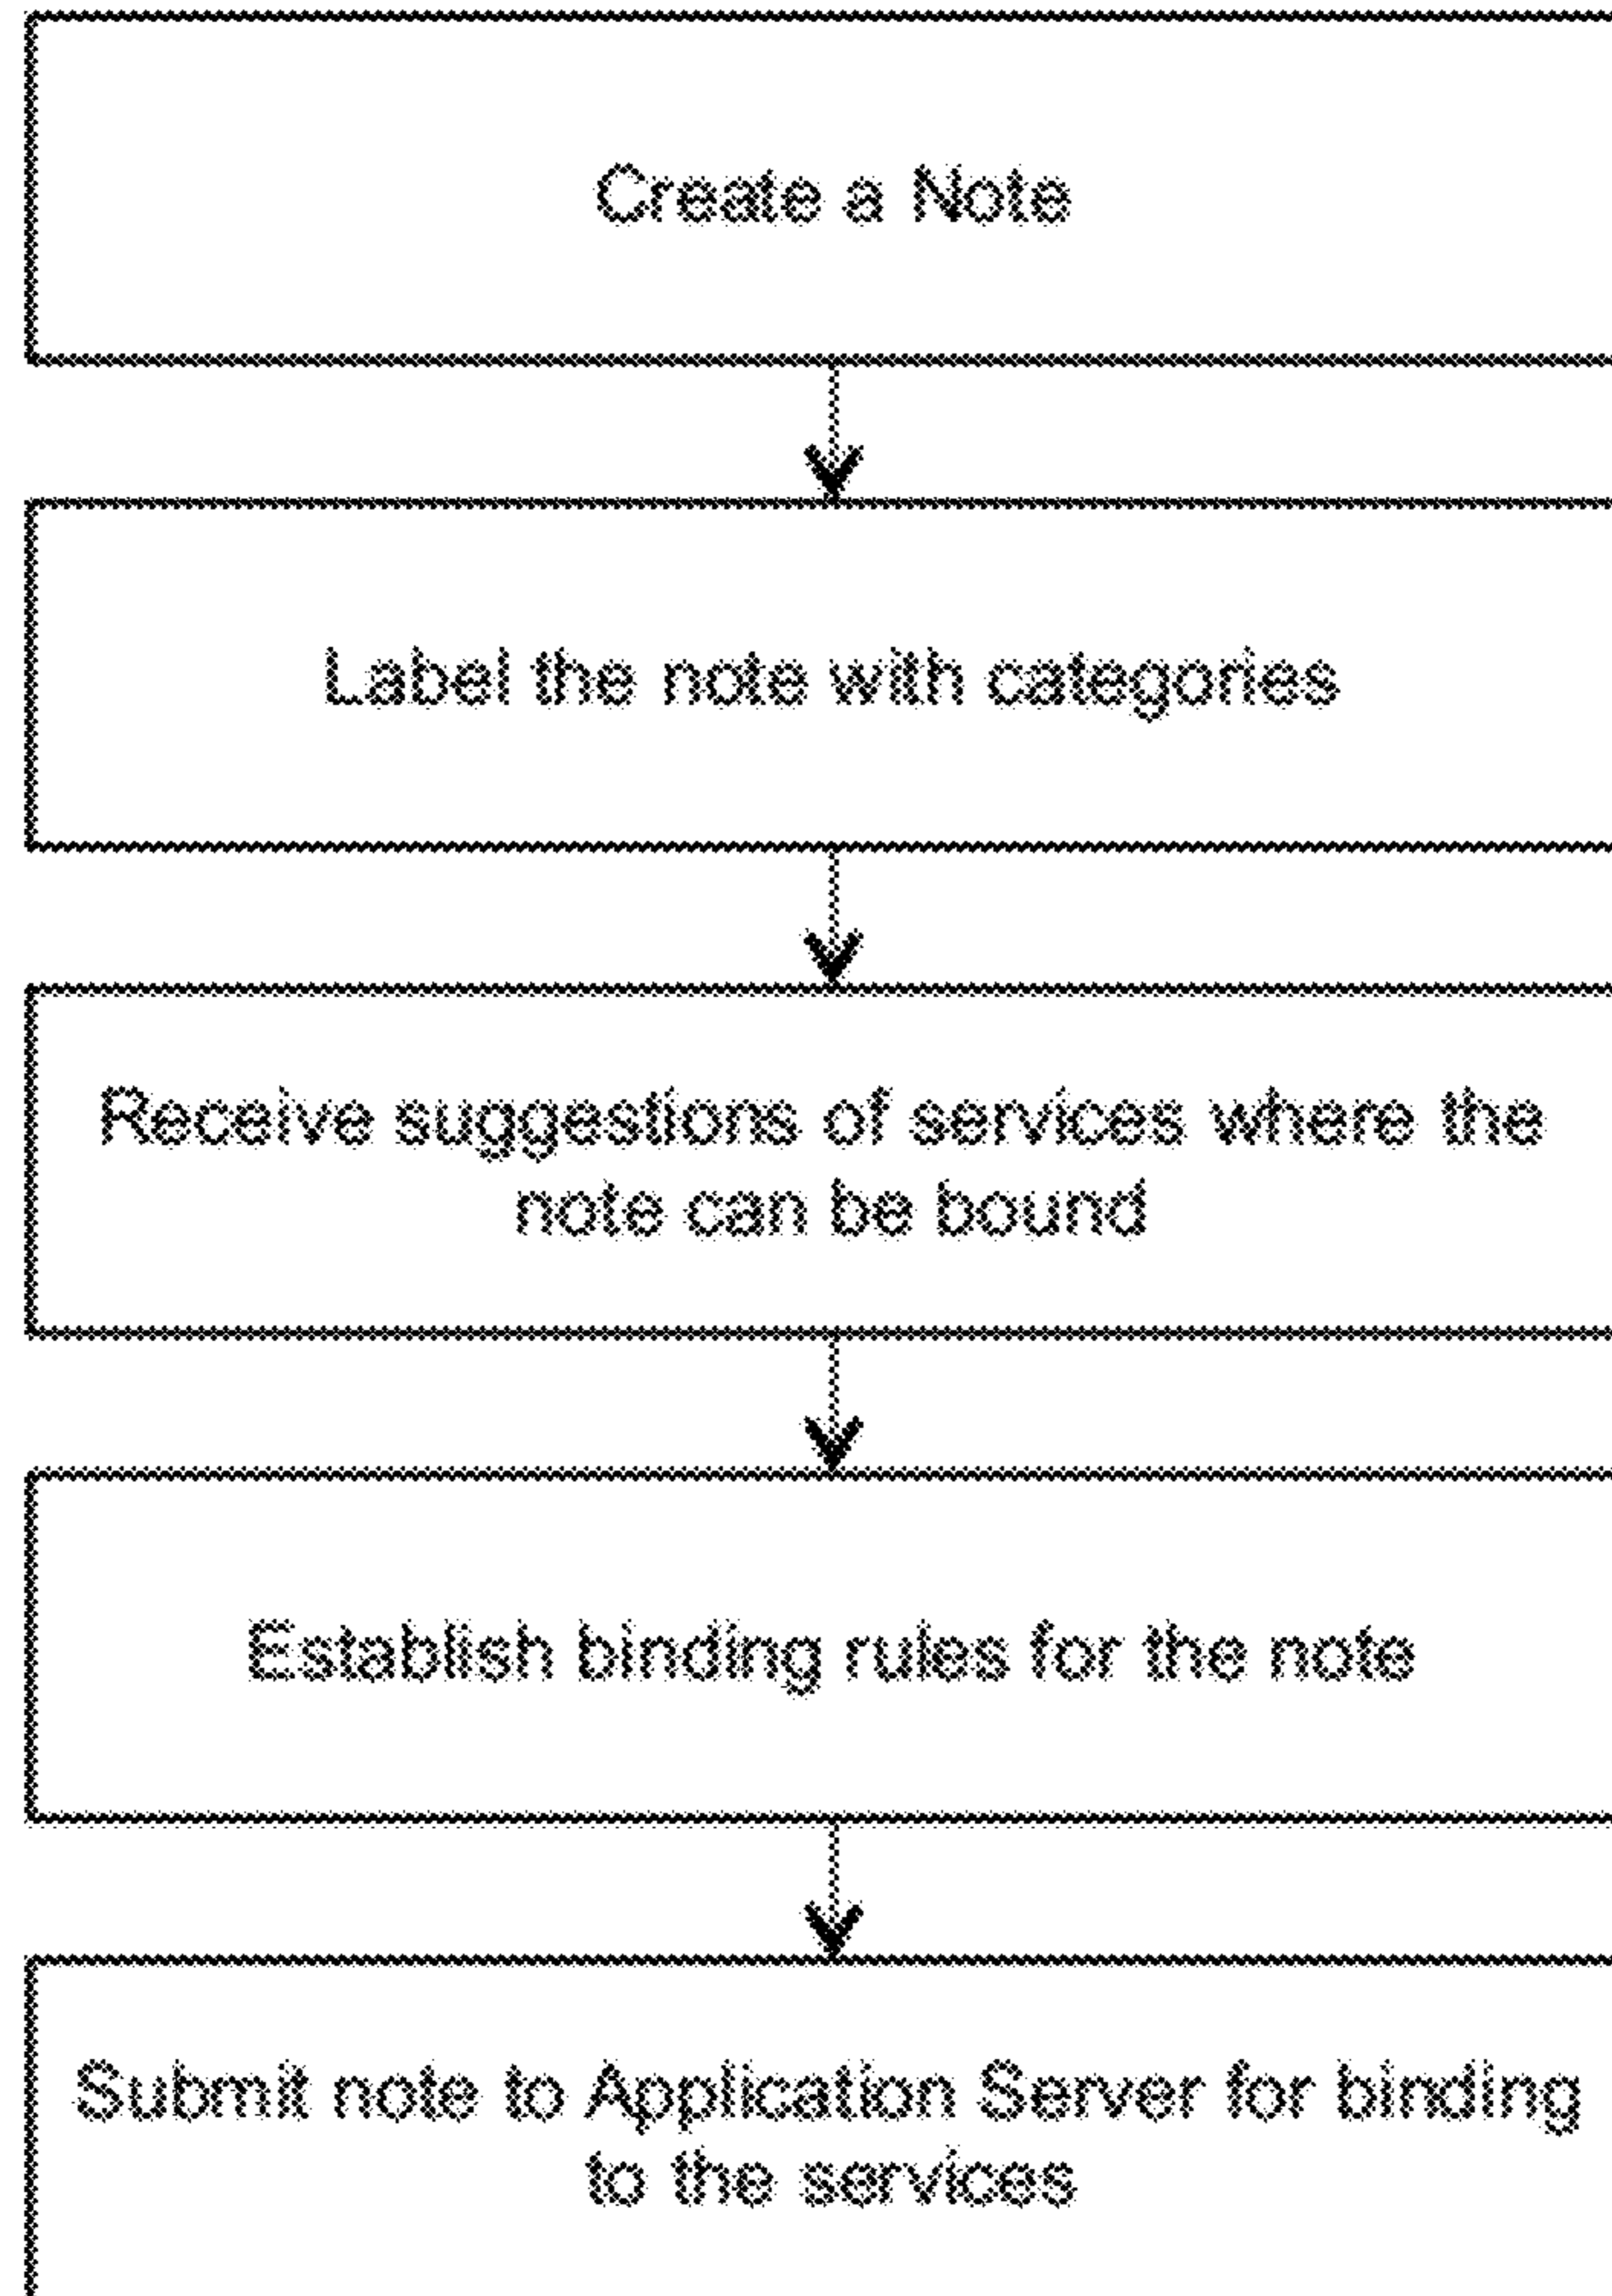 Create a Note
Label the note with categories
Receive suggestions of services where the
note can be bound
Establish binding rules for the note
Submit note to Application Server for binding
to the services